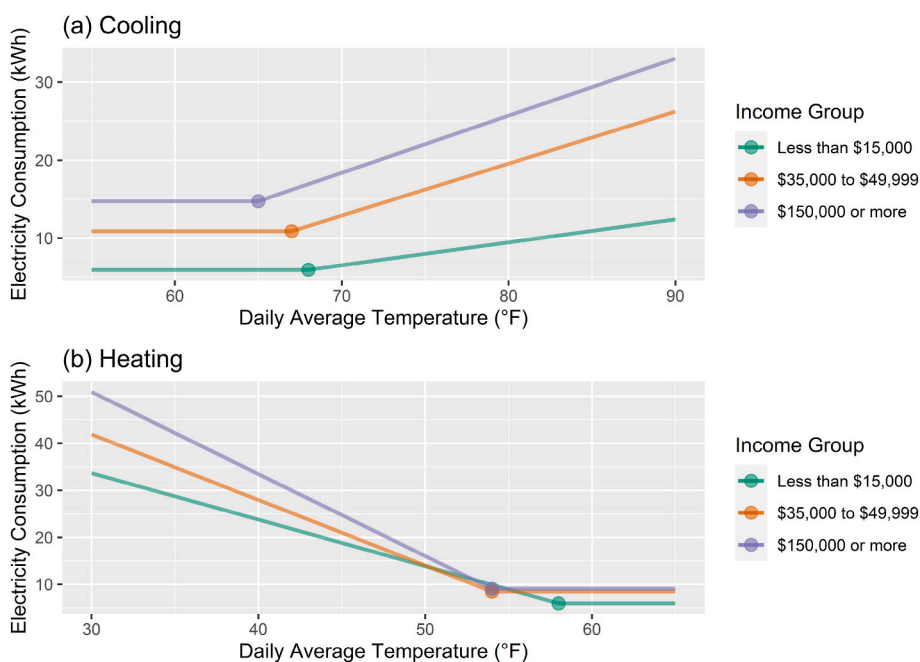 (a) Cooling
Electricity Consumption (kWh)
30
20
10
60 70 80 90
Daily Average Temperature (°F)
Income Group
Less than $15,000
$35,000 to $49,999
$150,000 or more
(b) Heating
Electricity Consumption (kWh)
50
40
30
20
10
30 40 50 60
Daily Average Temperature (°F)
Income Group
Less than $15,000
$35,000 to $49,999
$150,000 or more